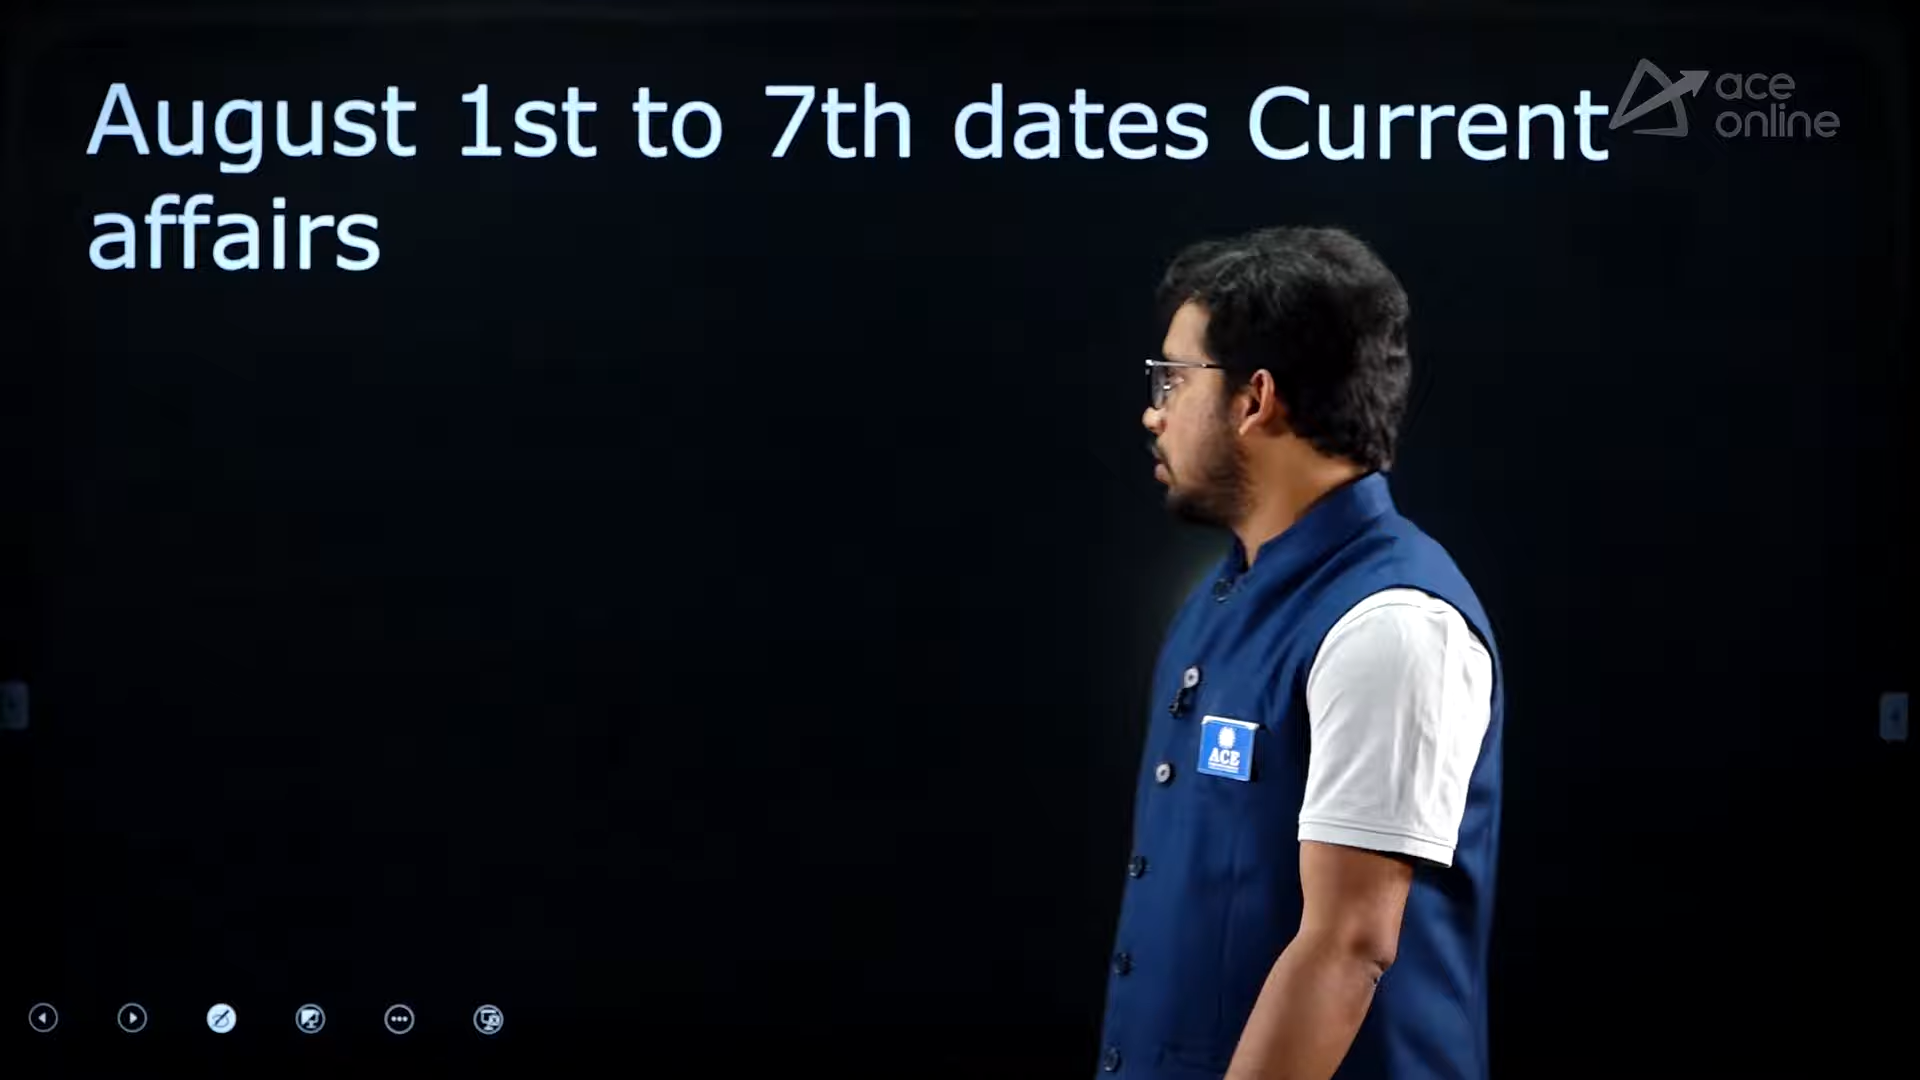 August 1st to 7th dates Current
affairs
ace
online
ACE